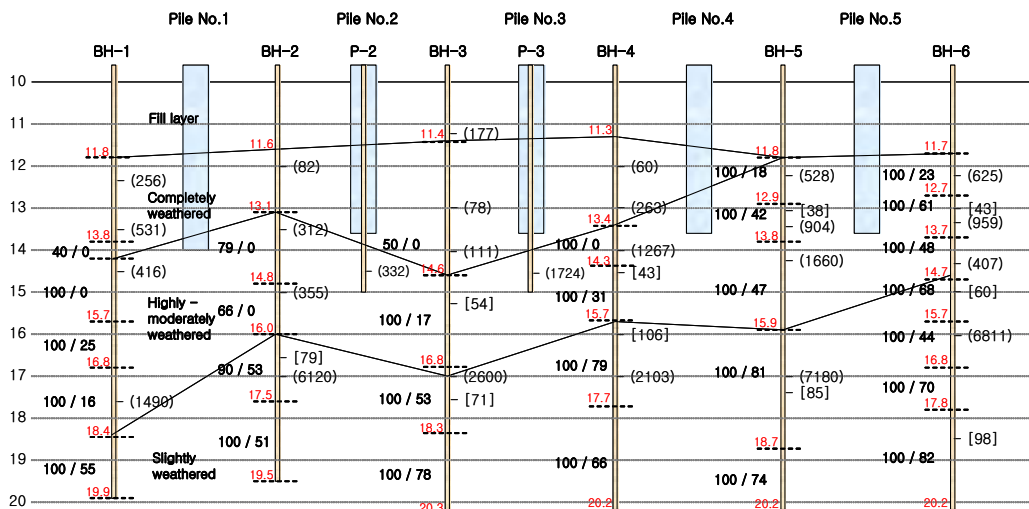 Pile No.1 Pile No.2 Pile No.3 Pile No.4 Pile No.5
BH-1 BH-2 P-2 BH-3 P-3 BH-4 BH-5 BH-6
10
11
Fill layer
11.8 11.6 11.4 (177) 11.3 11.8 11.7
12
(256) (82) (60) 100 / 18 (528) 100 / 23 (625)
Completely
weathered
13
13.1 (78) (263) 12.9 [38] 12.7 [43]
100 / 42 100 / 61
13.8 (531) (312) 13.4 (904) (959)
40 / 0 79 / 0 50 / 0 (111) 100 / 0 (1267) 13.8 13.7 100 / 48
14
(416) (332) 14.6 (1724) 14.3 [43] (1660) (407)
14.8 14.7
15
100 / 0 (355) [54] 100 / 31 100 / 47 100 / 68 [60]
Highly -
moderately
weathered
15.7 66 / 0 100 / 17 15.7 15.9 15.7
16
16.0 [106] 100 / 44 (6811)
100 / 25 [79]
16.8 90 / 53 (6120) 16.8 100 / 79 100 / 81 16.8
17
(2600) (2103) (7180) 100 / 70
100 / 16 (1490) 17.5 100 / 53 [71] 17.7 [85] 17.8
18
18.4 18.3 [98]
100 / 51 18.7
19
Slightly
weathered
100 / 55 19.5 100 / 78 100 / 66 100 / 74 100 / 82
19.9 20.3 20.2 20.2 20.2
20